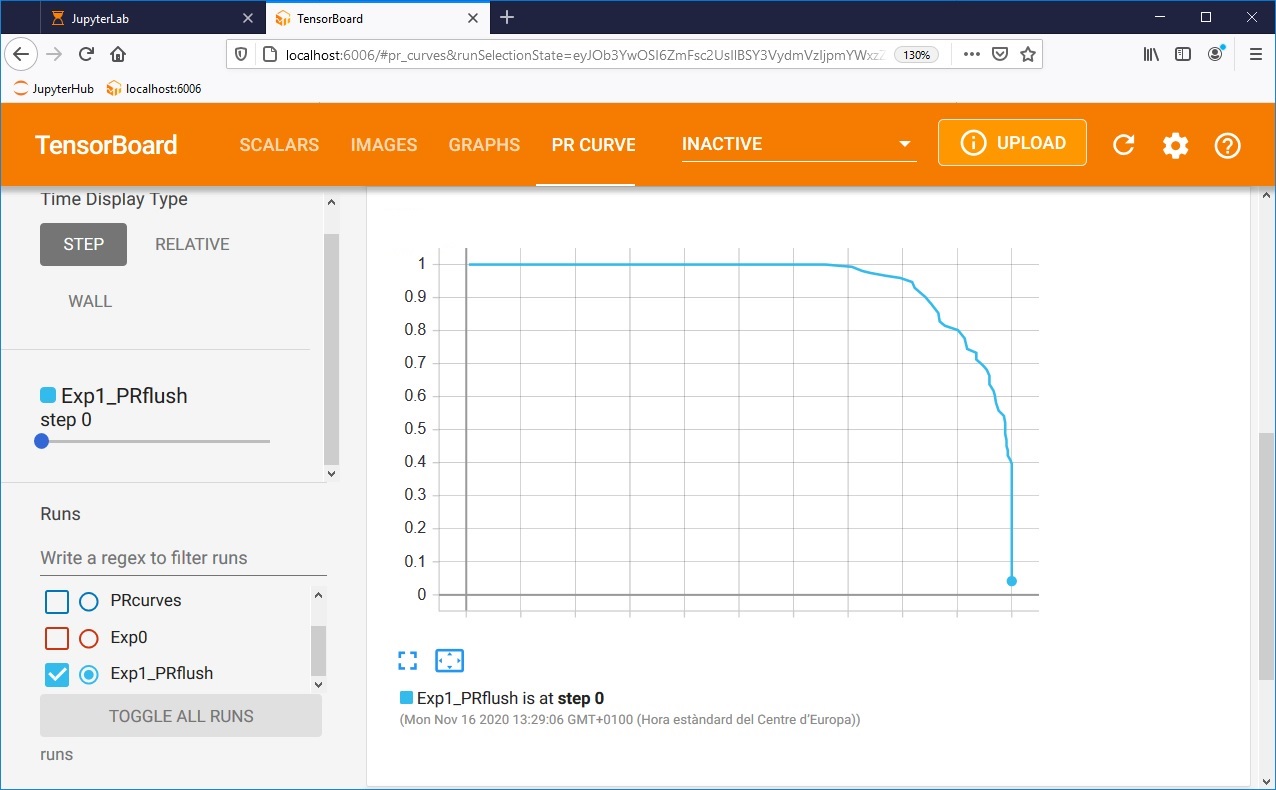 JupyterLab
TensorBoard
localhost:6006/#pr_curves&runSelectionState=eyJOb3YwOSI6ZmFsc2UsIlBSY3VydmVzIjpmYWxzZ
130%
JupyterHub
localhost:6006
TensorBoard
SCALARS
IMAGES
GRAPHS
PR CURVE
INACTIVE
UPLOAD
Time Display Type
STEP
RELATIVE
WALL
Exp1_PRflush
step 0
Runs
Write a regex to filter runs
PRcurves
Exp0
Exp1_PRflush
TOGGLE ALL RUNS
runs
1
0.9
0.8
0.7
0.6
0.5
0.4
0.3
0.2
0.1
0
Exp1_PRflush is at step 0
(Mon Nov 16 2020 13:29:06 GMT+0100 (Hora estàndard del Centre d'Europa))